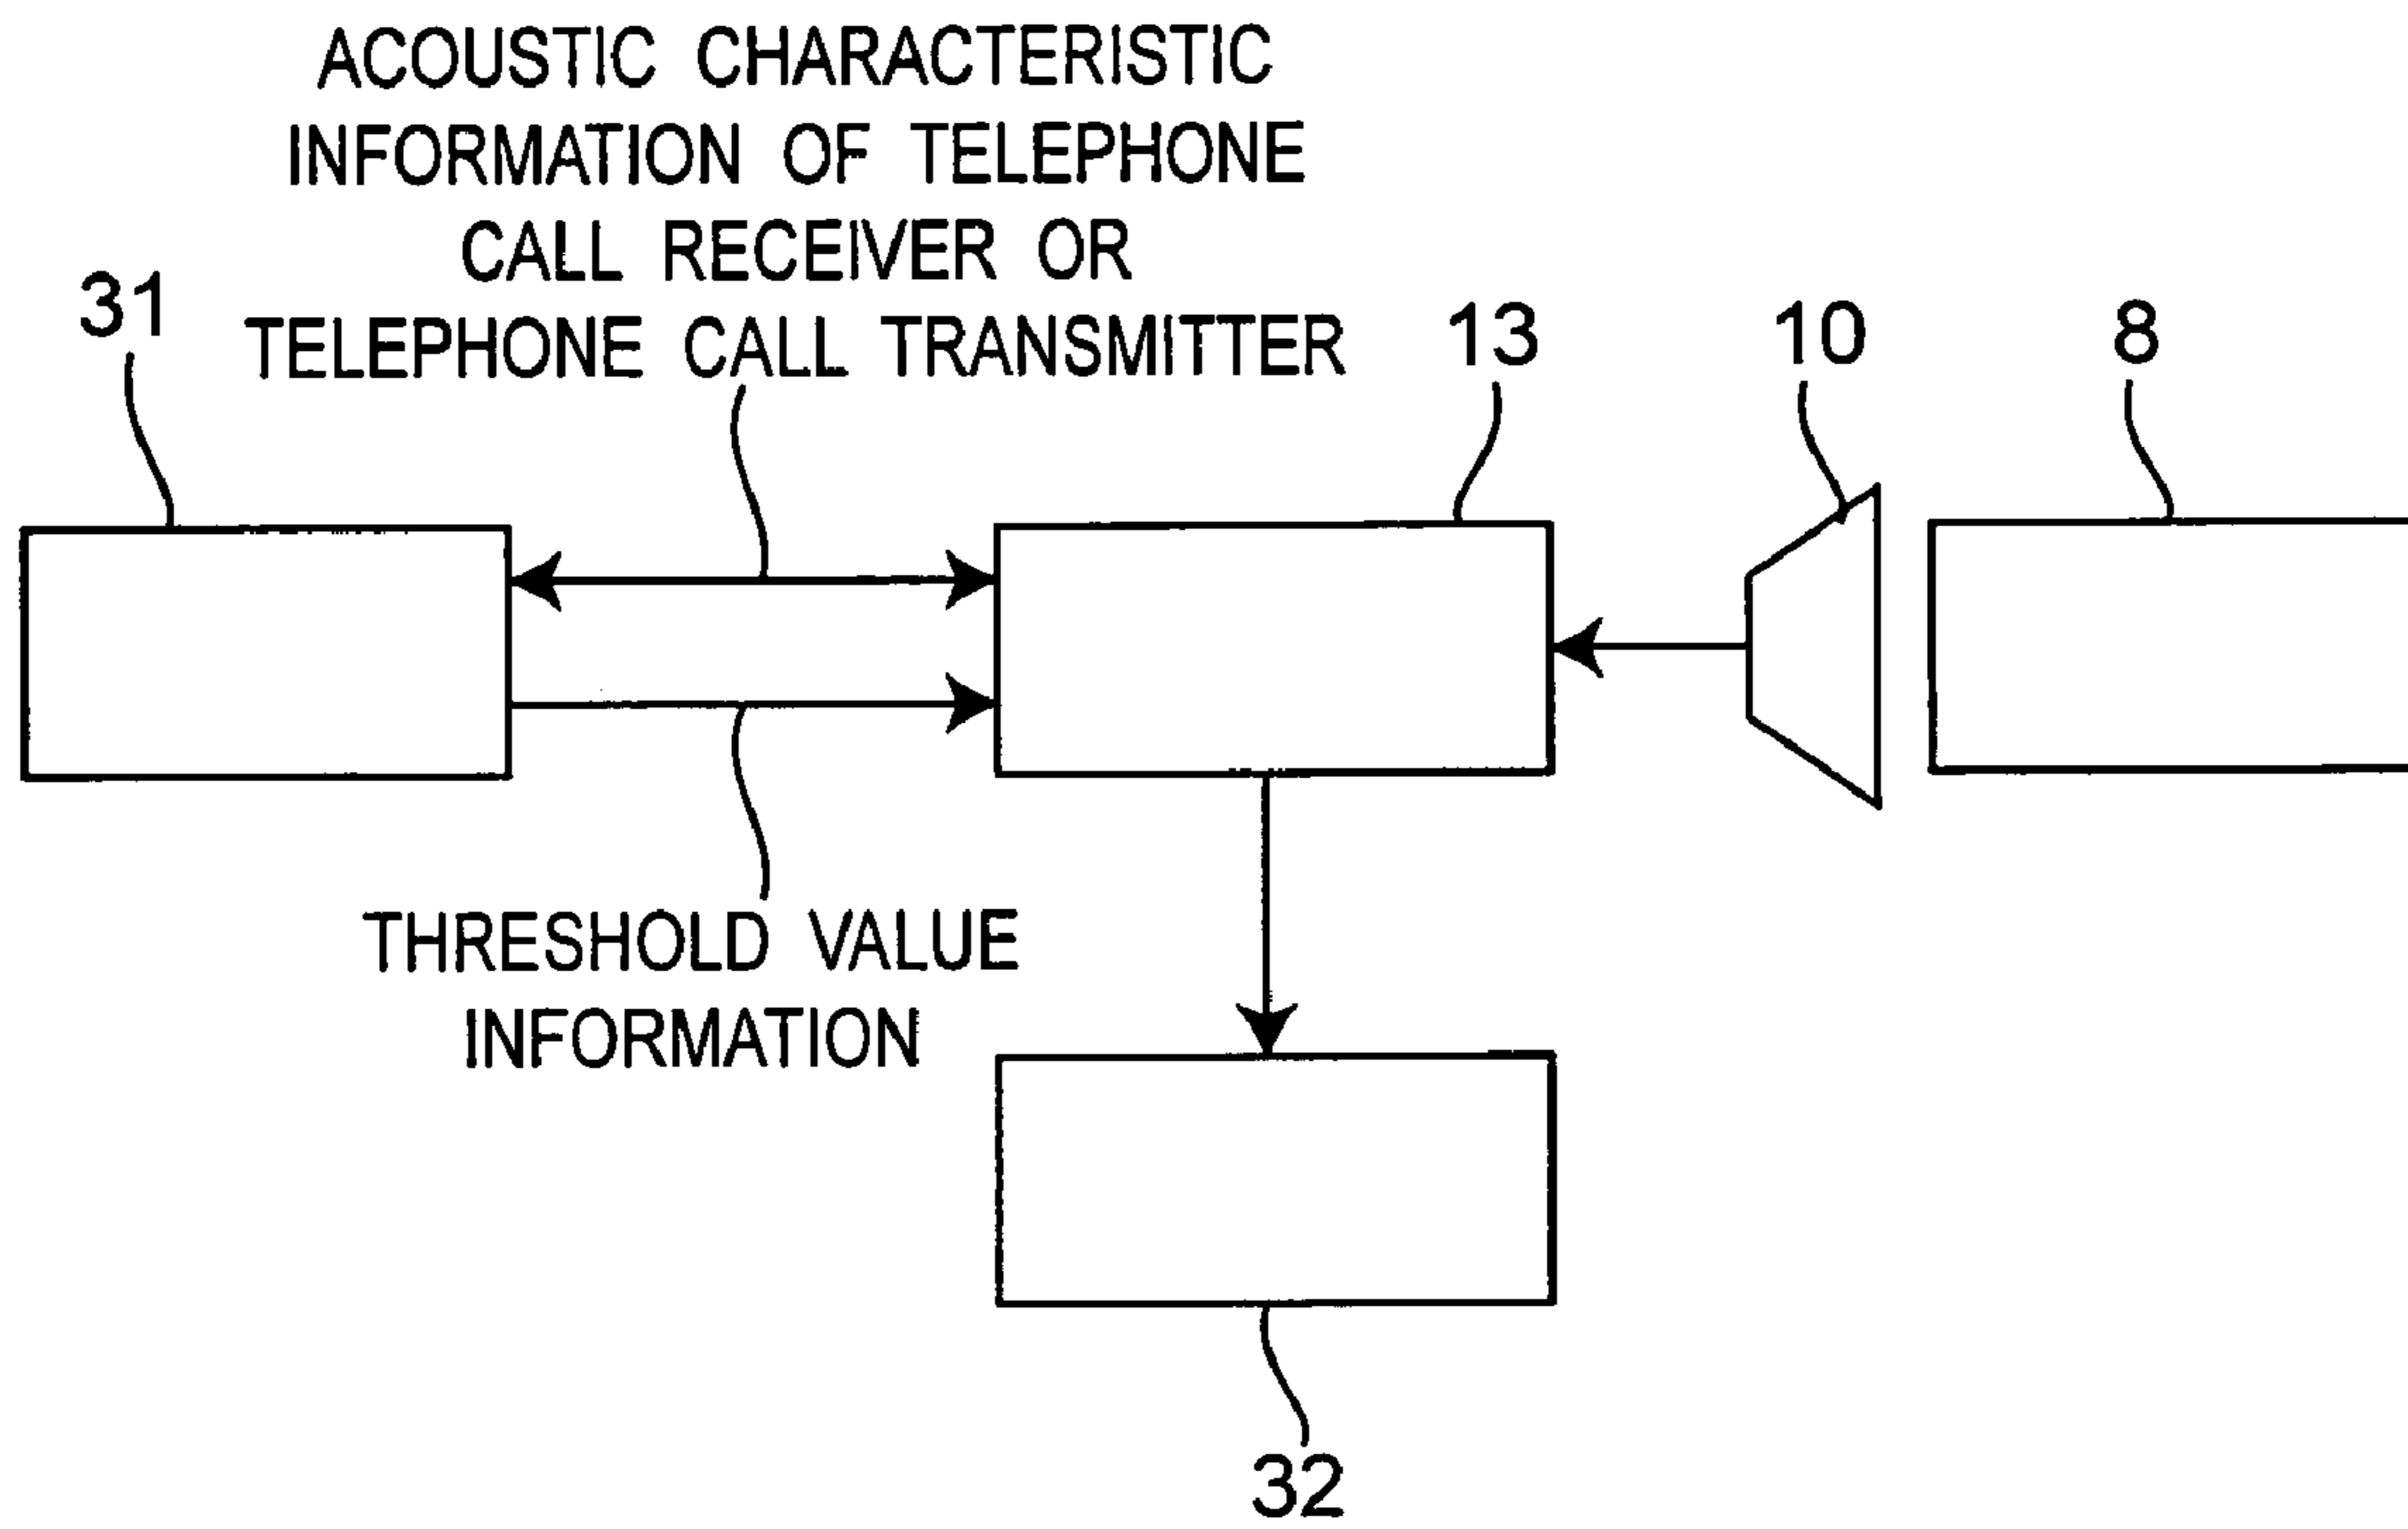 ACOUSTIC CHARACTERISTIC
INFORMATION OF TELEPHONE
CALL RECEIVER OR
TELEPHONE CALL TRANSMITTER
31
13
10
8
THRESHOLD VALUE
INFORMATION
32